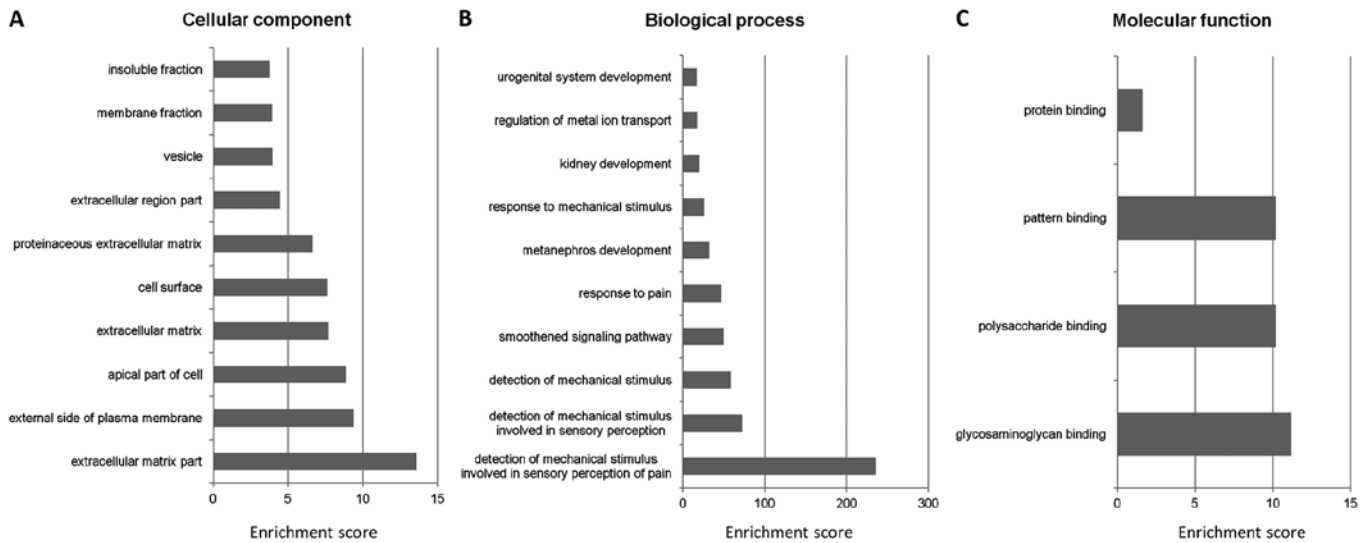 A
Cellular component
insoluble fraction
membrane fraction
vesicle
extracellular region part
proteinaceous extracellular matrix
cell surface
extracellular matrix
apical part of cell
external side of plasma membrane
extracellular matrix part
0 5 10 15
Enrichment score
B
Biological process
urogenital system development
regulation of metal ion transport
kidney development
response to mechanical stimulus
metanephros development
response to pain
smoothened signaling pathway
detection of mechanical stimulus
detection of mechanical stimulus
involved in sensory perception
detection of mechanical stimulus
involved in sensory perception of pain
0 100 200 300
Enrichment score
C
Molecular function
protein binding
pattern binding
polysaccharide binding
glycosaminoglycan binding
0 5 10 15
Enrichment score